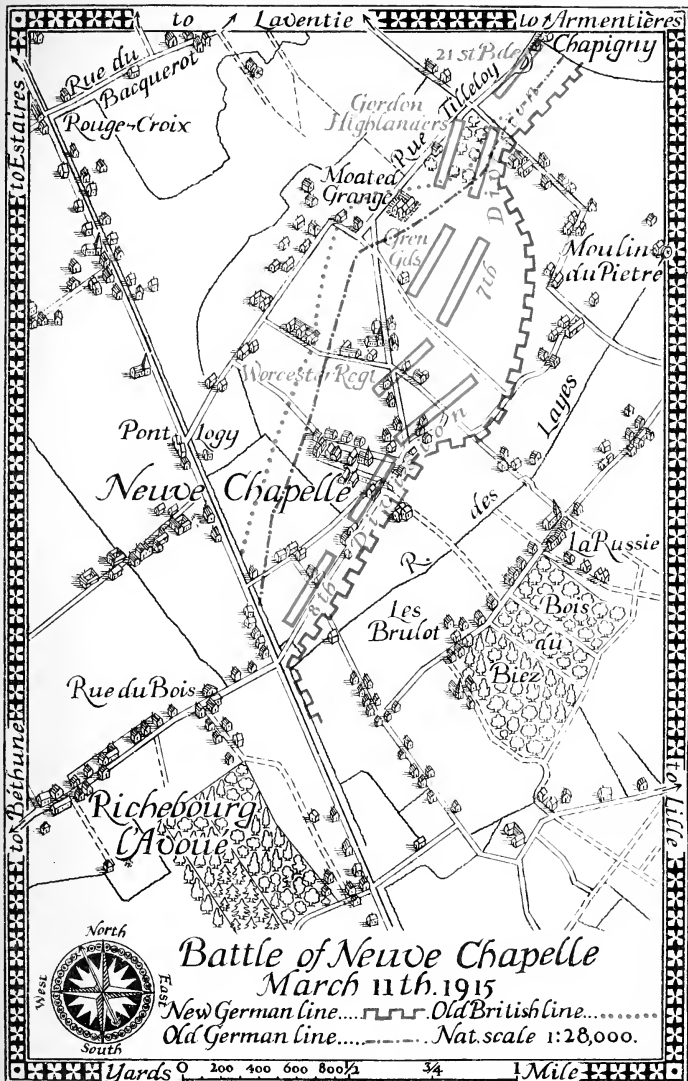 to Laventie
to Armentières
Chapigny
21st Bde
Rue du Bacquerot
Rue Tilleloy
to Estaires
Rouge-Croix
Gordon
Highlanders
Moated
Grange
Gren
Gds
7th Division
Moulin
du Pietre
Worcester Regt
Layes
Pont Logy
Neuve Chapelle
des
R.
8th Division
La Russie
Les
Brulot
Bois
du
Biez
Rue du Bois
to Béthune
Richebourg
l'Avoue
to Lille
North
West
East
South
Battle of Neuve Chapelle
March 11th. 1915
New German line.... Old British line...
Old German line..... Nat. scale 1:28,000.
Yards 0 200 400 600 800 1/2 3/4 1 Mile